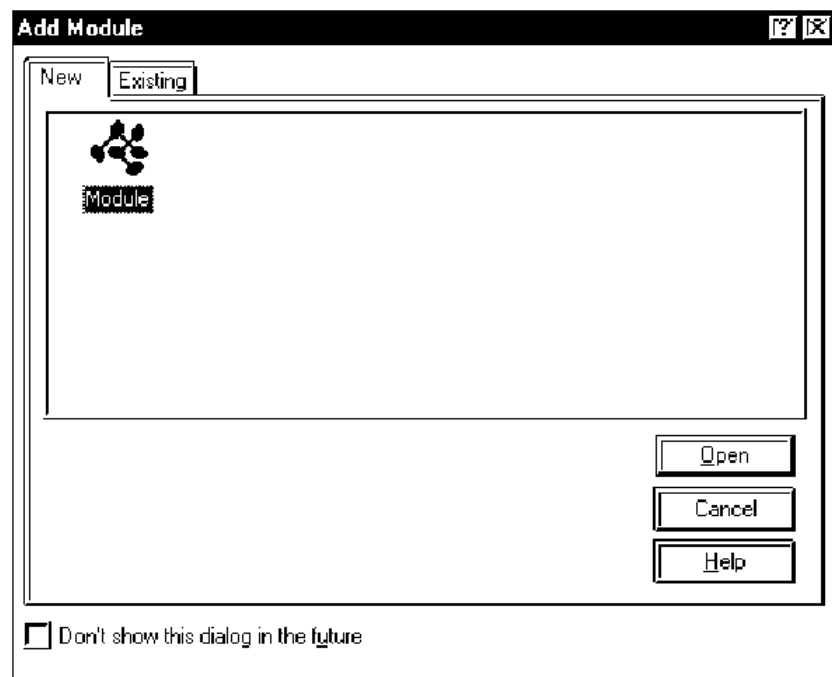 Add Module
New
Existing
Module
Open
Cancel
Help
Don't show this dialog in the future